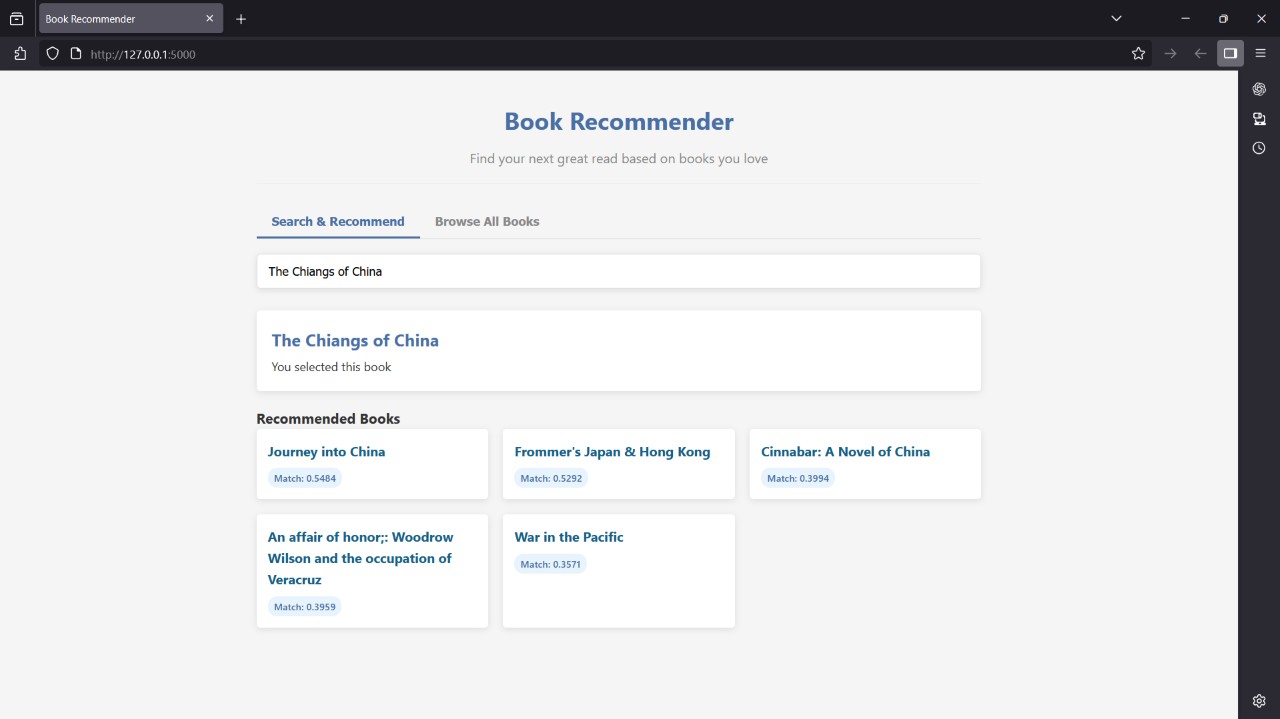 Book Recommender
http://127.0.0.1:5000
Book Recommender
Find your next great read based on books you love
Search & Recommend
Browse All Books
The Chiangs of China
The Chiangs of China
You selected this book
Recommended Books
Journey into China
Match: 0.5484
Frommer's Japan & Hong Kong
Match: 0.5292
Cinnabar: A Novel of China
Match: 0.3994
An affair of honor;: Woodrow
Wilson and the occupation of
Veracruz
Match: 0.3959
War in the Pacific
Match: 0.3571